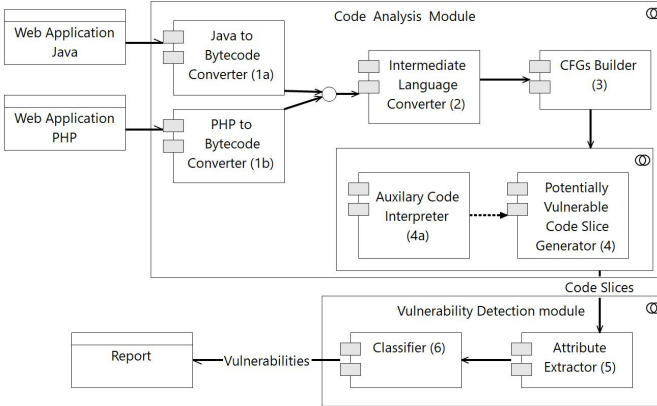 Code Analysis Module
Web Application
Java
Java to
Bytecode
Converter (1a)
Intermediate
Language
Converter (2)
CFGs Builder
(3)
Web Application
PHP
PHP to
Bytecode
Converter (1b)
Auxilary Code
Interpreter
(4a)
Potentially
Vulnerable
Code Slice
Generator (4)
Code Slices
Vulnerability Detection module
Report
Vulnerabilities
Classifier (6)
Attribute
Extractor (5)